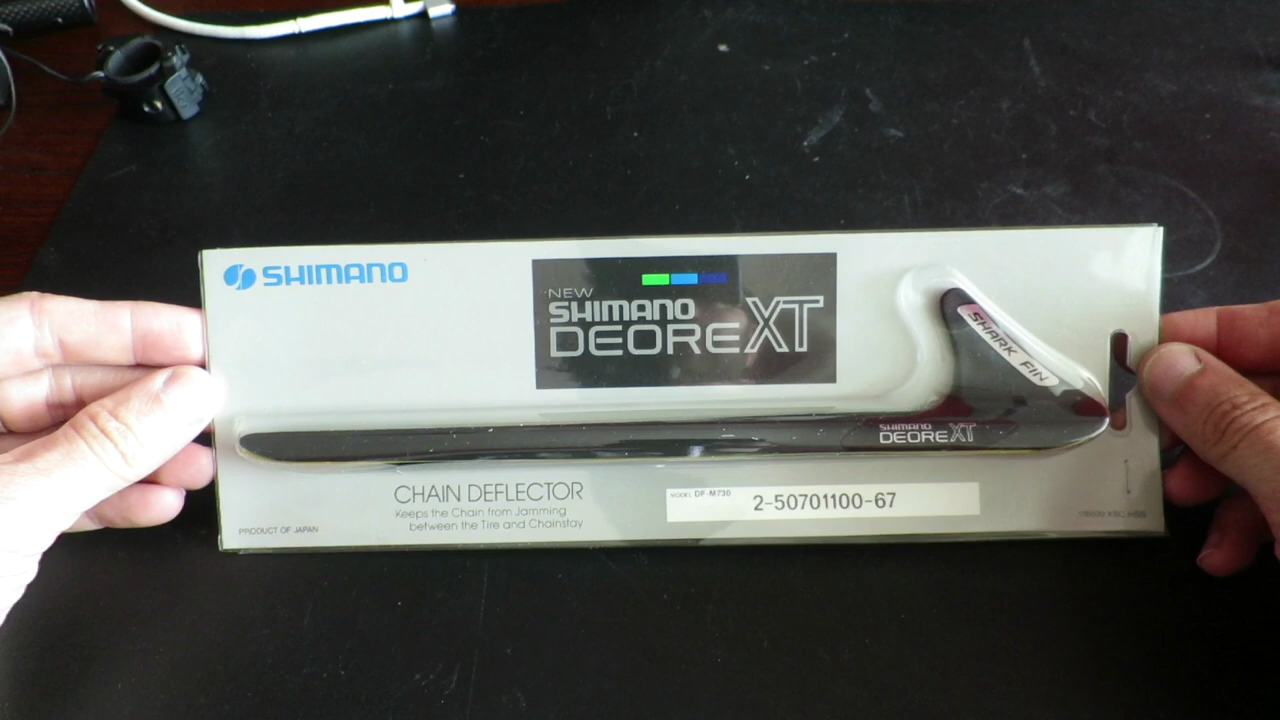 SHIMANO
NEW
SHIMANO
DEORE XT
SHARK FIN
SHIMANO
DEORE XT
CHAIN DEFLECTOR
Keeps the Chain from Jamming
between the Tire and Chainstay
MODEL DF-M730
2-50701100-67
PRODUCT OF JAPAN